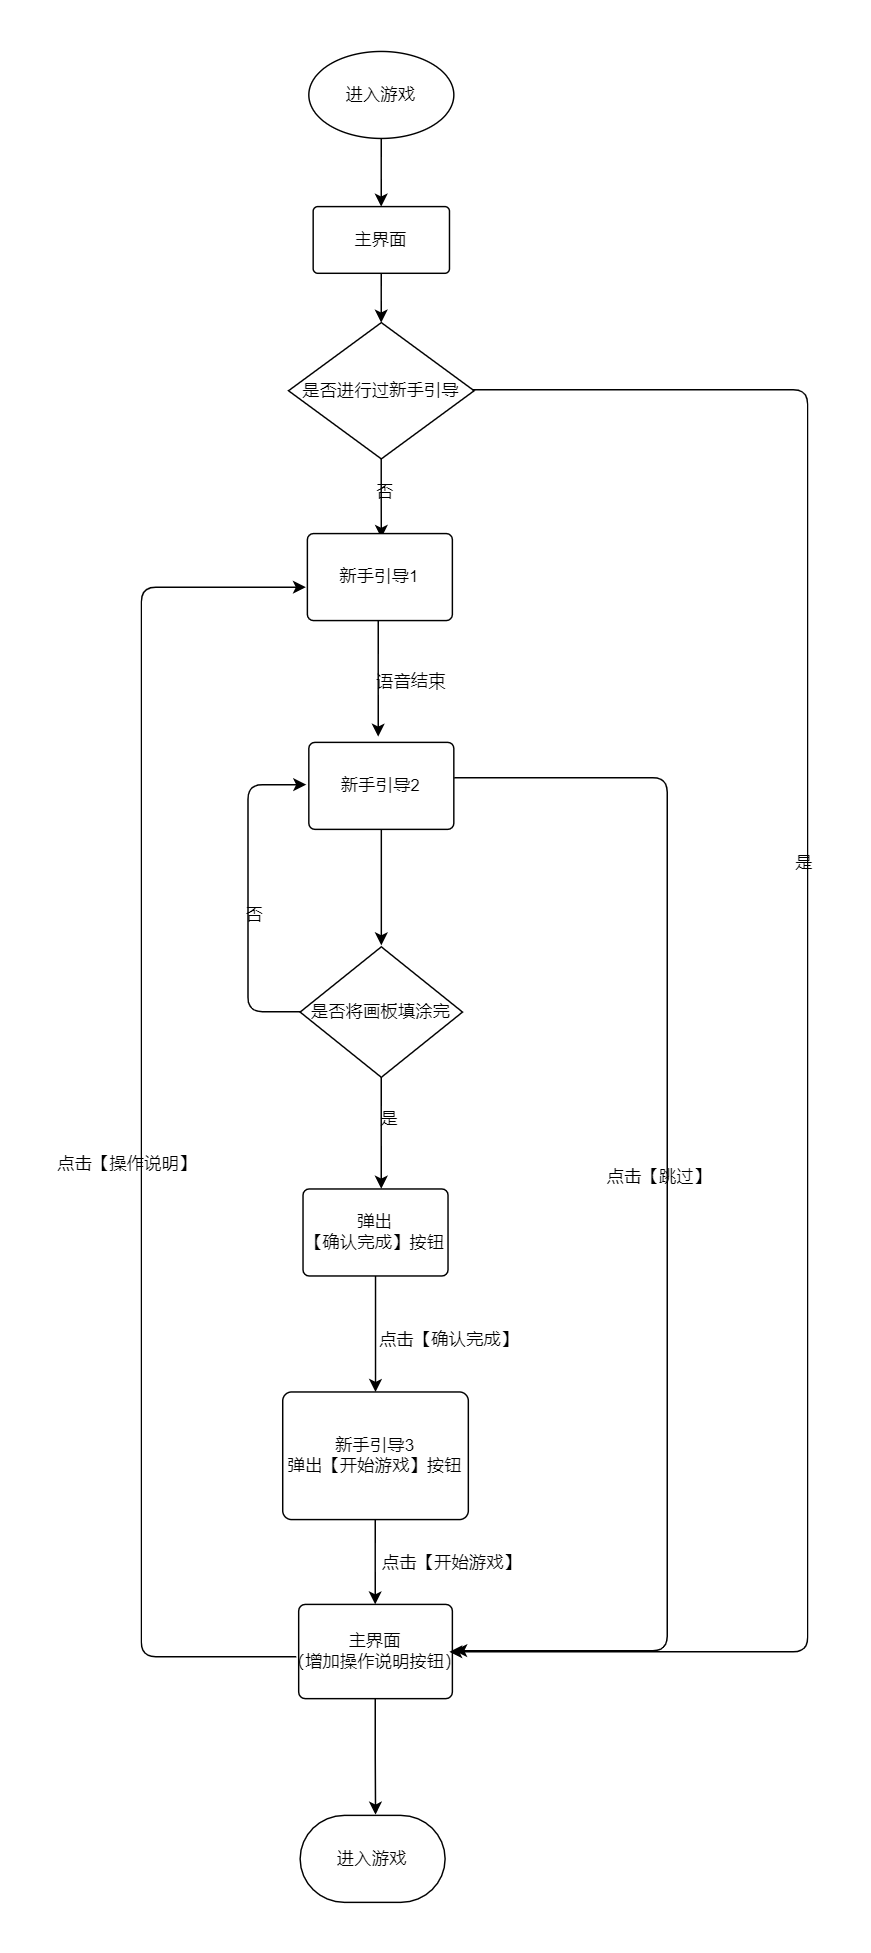 进入游戏
主界面
是否进行过新手引导
否
新手引导1
语音结束
新手引导2
是
否
是否将画板填涂完
是
点击【操作说明】
点击【跳过】
弹出
【确认完成】按钮
点击【确认完成】
新手引导3
弹出【开始游戏】按钮
点击【开始游戏】
主界面
（增加操作说明按钮）
进入游戏